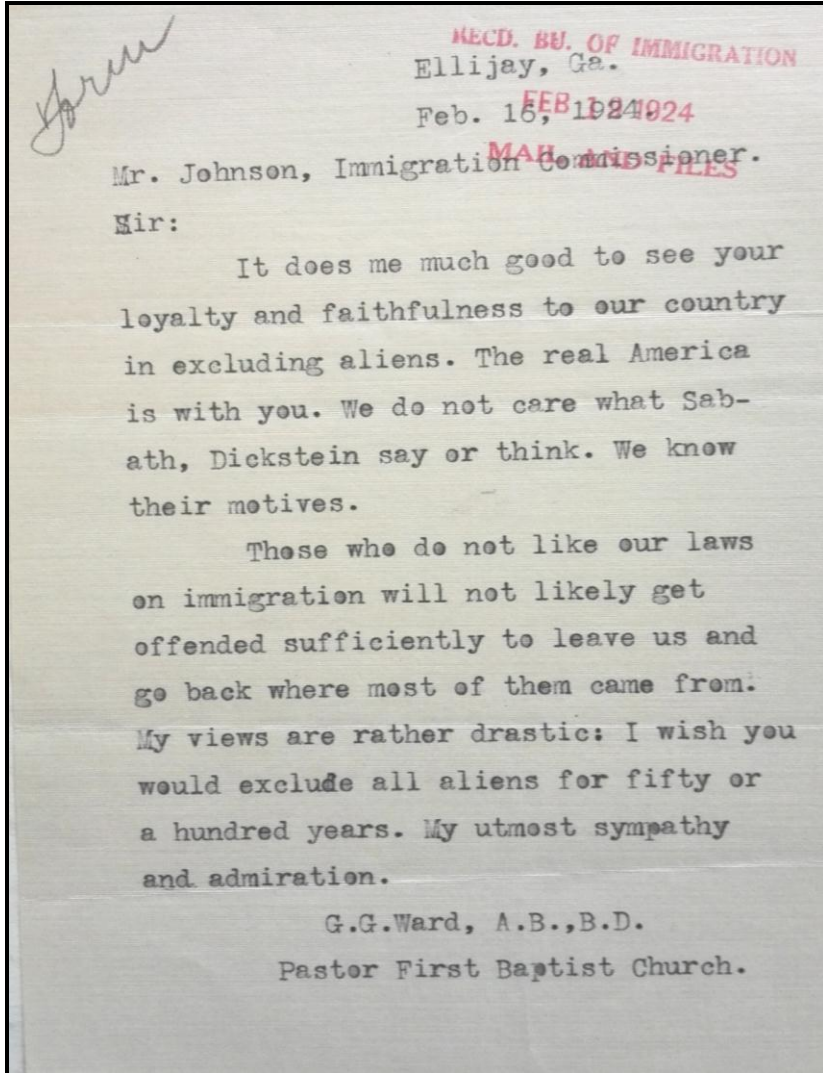 RECD. BU. OF IMMIGRATION
Ellijay, Ga.
Feb. 16, 1924.
FEB 1924
Mr. Johnson, Immigration Commissioner.
MAIL AND FILES
Sir:
It does me much good to see your
loyalty and faithfulness to our country
in excluding aliens. The real America
is with you. We do not care what Sab-
ath, Dickstein say or think. We know
their motives.
Those who do not like our laws
on immigration will not likely get
offended sufficiently to leave us and
go back where most of them came from.
My views are rather drastic: I wish you
would exclude all aliens for fifty or
a hundred years. My utmost sympathy
and admiration.
G.G.Ward, A.B.,B.D.
Pastor First Baptist Church.